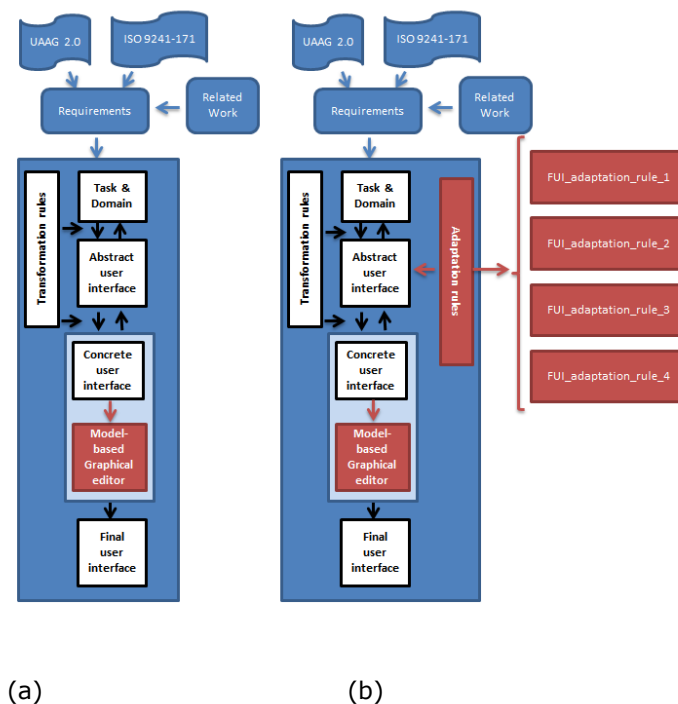 UAAG 2.0
ISO 9241-171
Requirements
Related
Work
Transformation rules
Task &
Domain
Abstract
user
interface
Concrete
user
interface
Model-
based
Graphical
editor
Final
user
interface
(a)
UAAG 2.0
ISO 9241-171
Requirements
Related
Work
Transformation rules
Task &
Domain
Abstract
user
interface
Concrete
user
interface
Model-
based
Graphical
editor
Final
user
interface
Adaptation rules
FUI_adaptation_rule_1
FUI_adaptation_rule_2
FUI_adaptation_rule_3
FUI_adaptation_rule_4
(b)